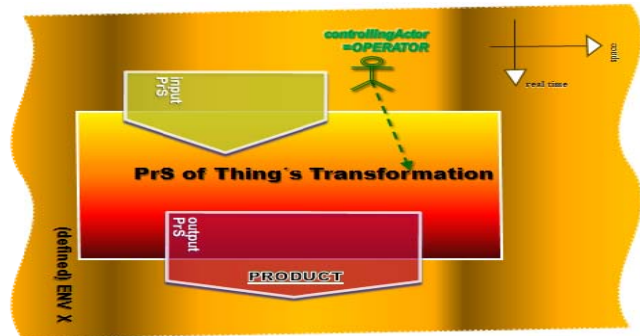 controllingActor
=OPERATOR
real time
input
PrS
PrS of Thing´s Transformation
output
PrS
PRODUCT
(defined) ENV X